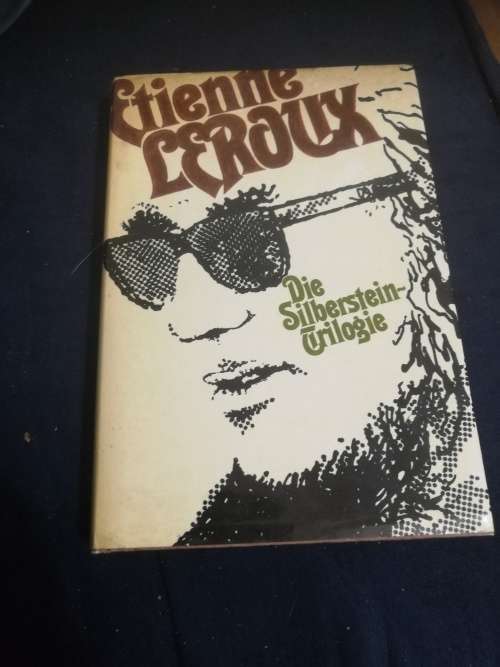 Etienne
LEROUX
Die
Silberstein-
Trilogie